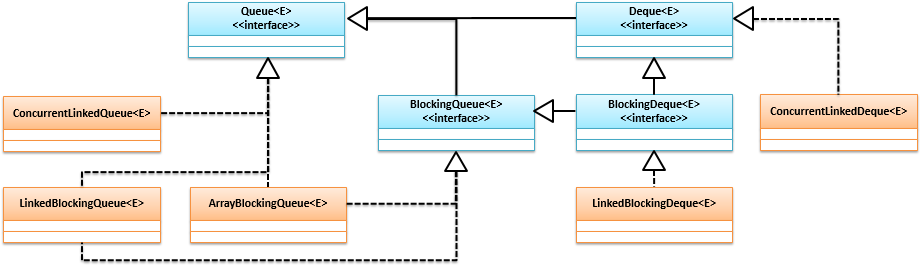 Queue<E>
<<interface>>
Deque<E>
<<interface>>
ConcurrentLinkedQueue<E>
BlockingQueue<E>
<<interface>>
BlockingDeque<E>
<<interface>>
ConcurrentLinkedDeque<E>
LinkedBlockingQueue<E>
ArrayBlockingQueue<E>
LinkedBlockingDeque<E>